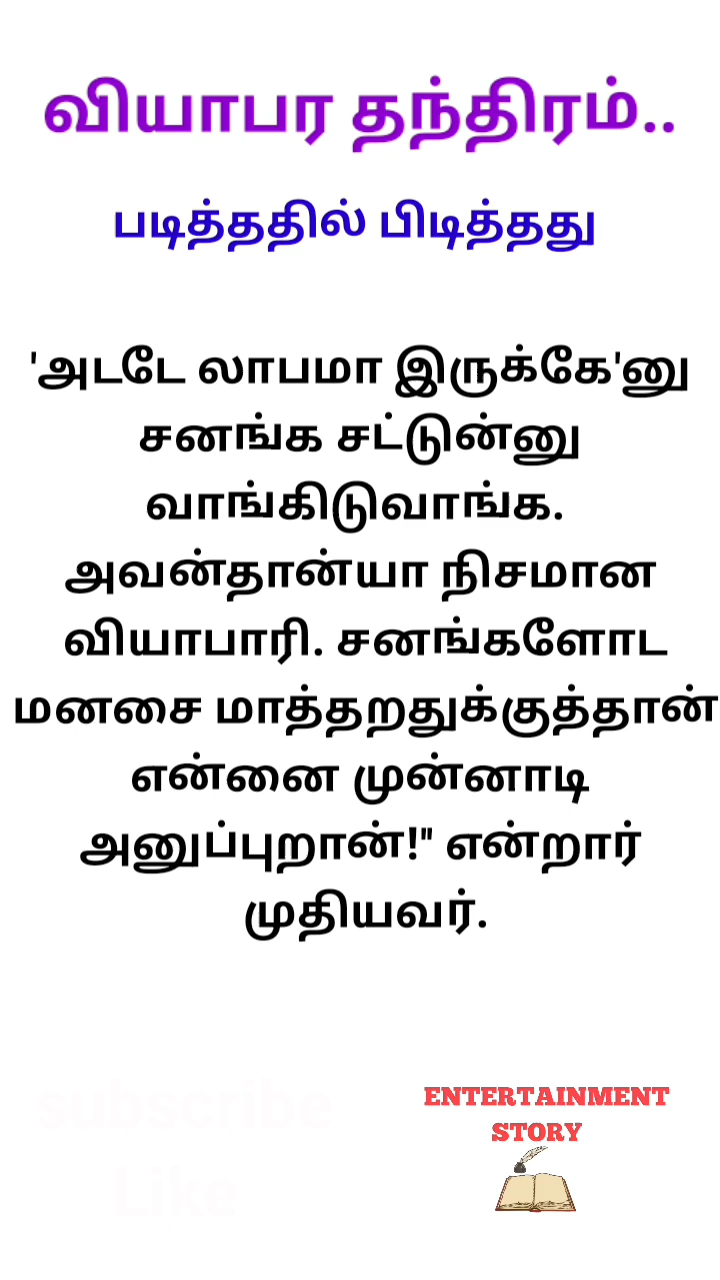 வியாபர தந்திரம்..
படித்ததில் பிடித்தது
'அடடே லாபமா இருக்கே'னு
சனங்க சட்டுன்னு
வாங்கிடுவாங்க.
அவன்தான்யா நிசமான
வியாபாரி. சனங்களோட
மனசை மாத்தறதுக்குத்தான்
என்னை முன்னாடி
அனுப்புறான்!" என்றார்
முதியவர்.
subscribe
Like
ENTERTAINMENT
STORY